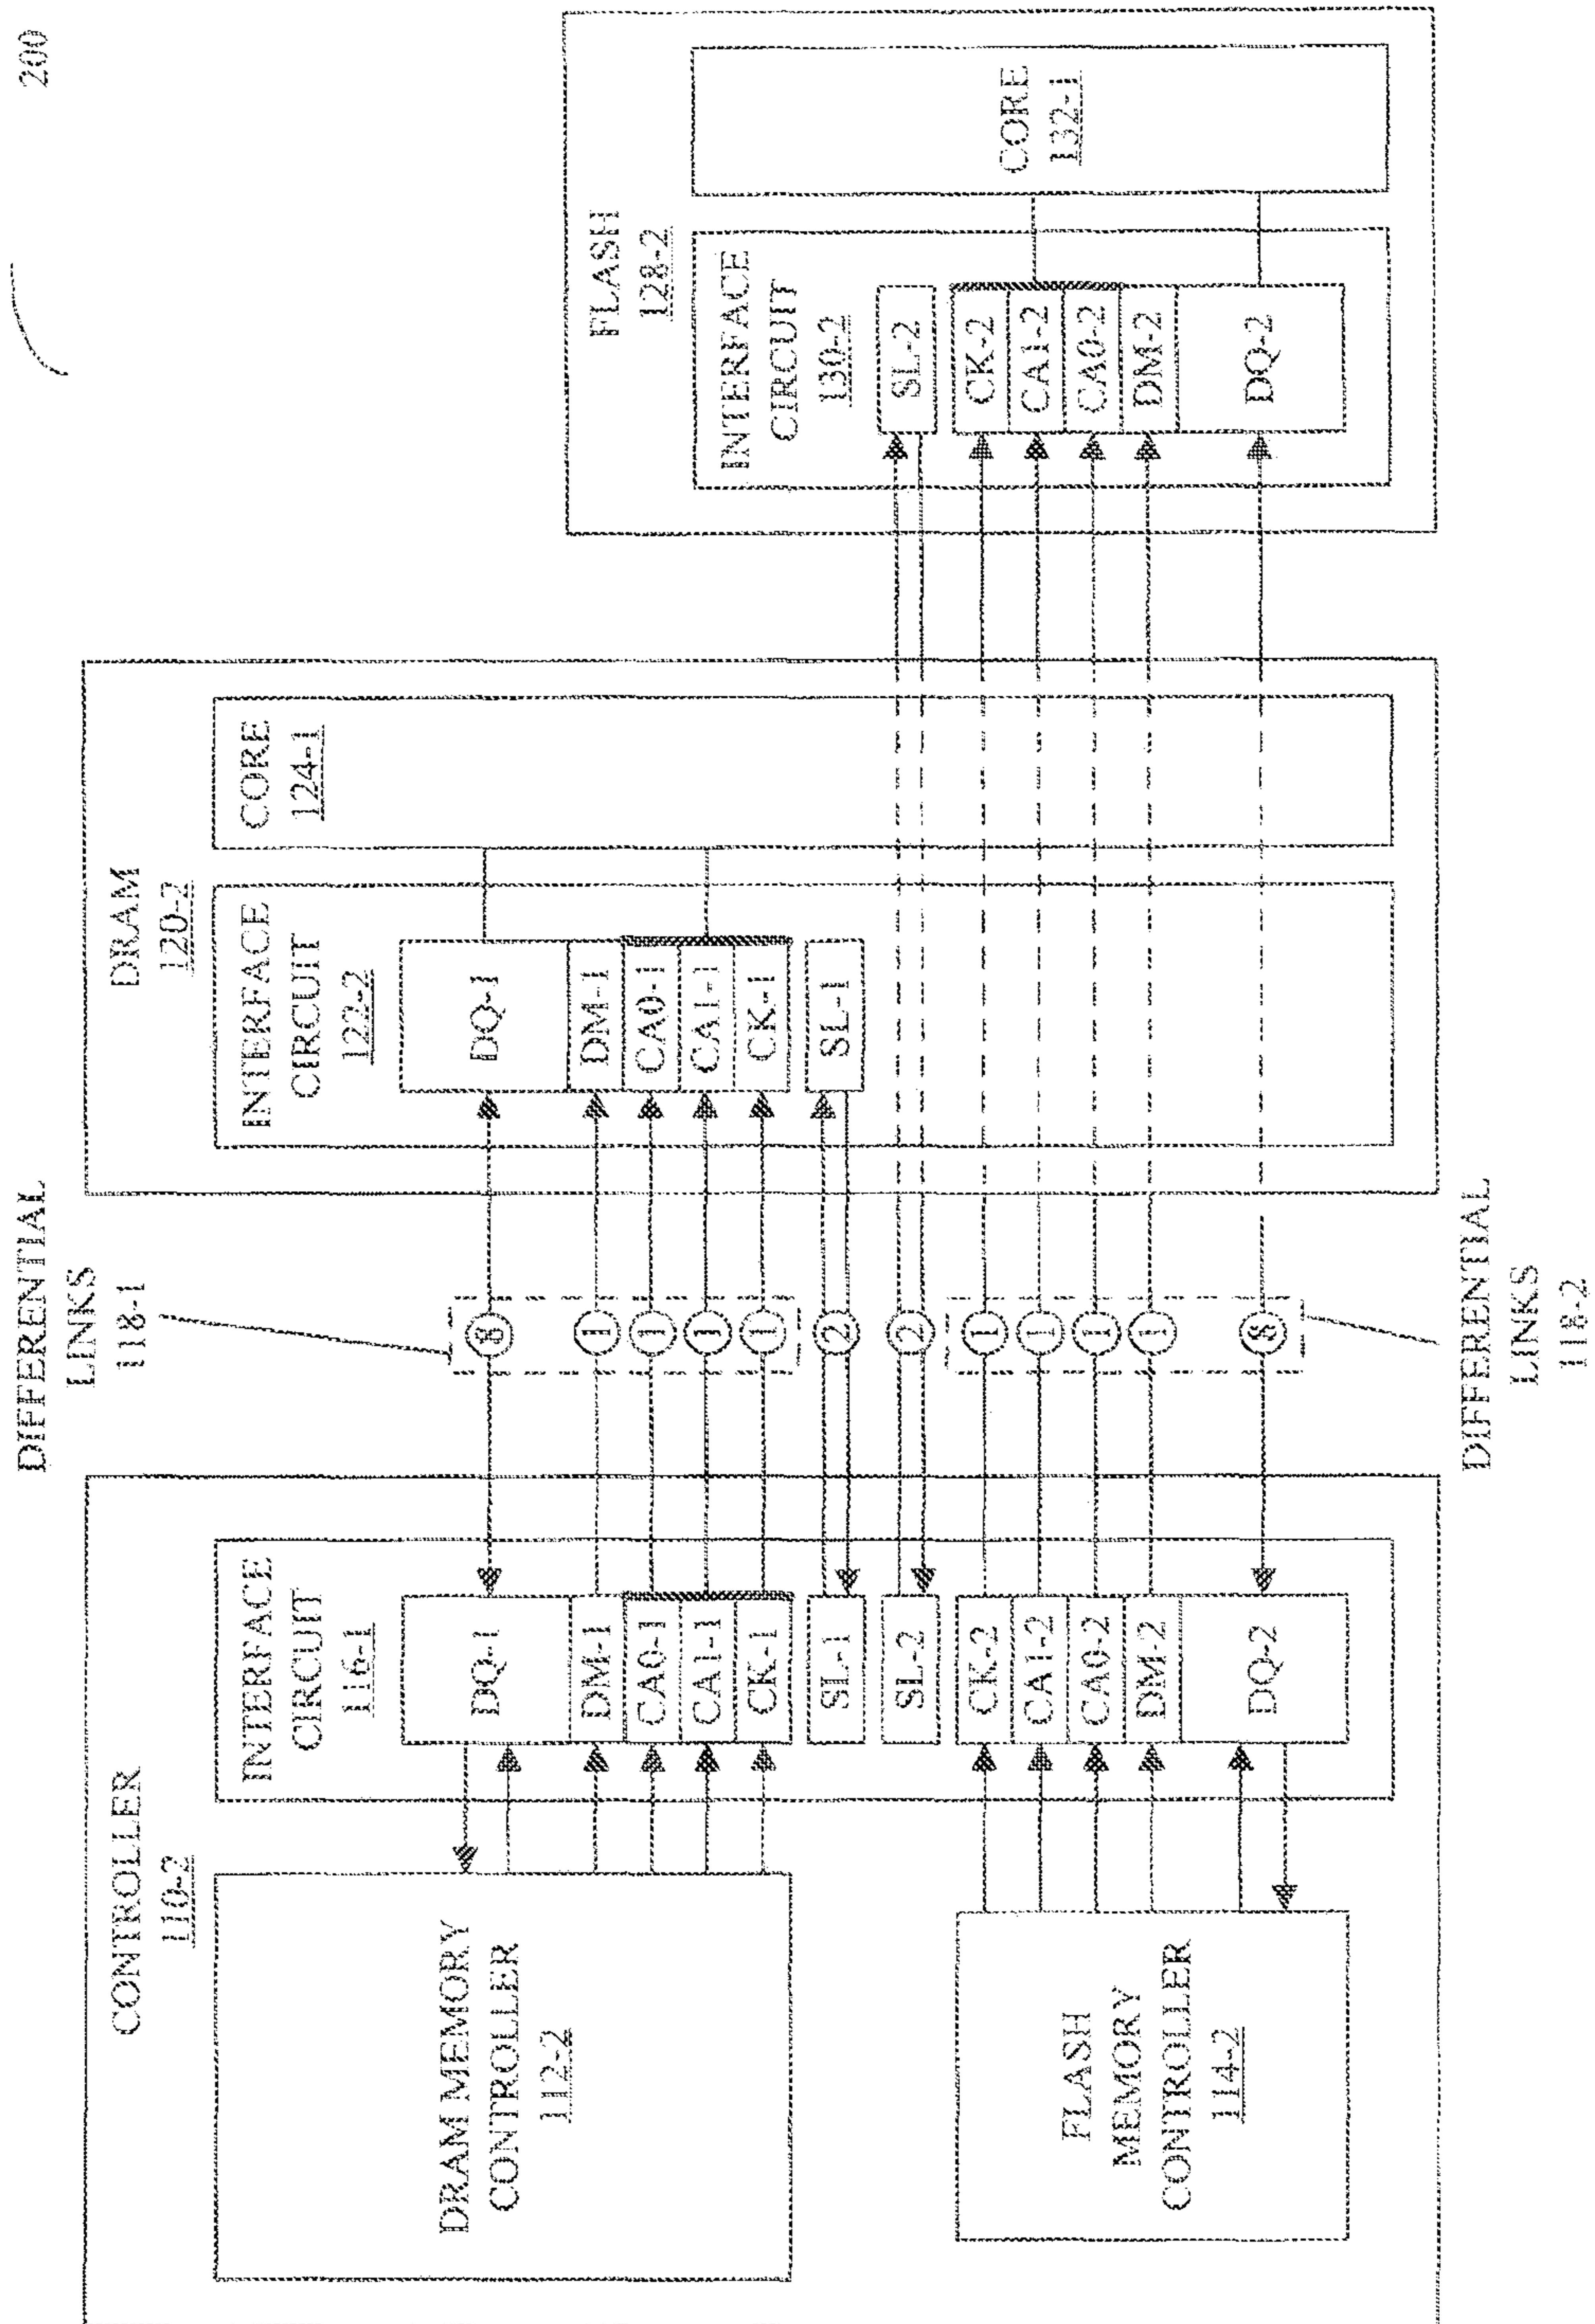 200
DIFFERENTIAL
LINKS
118-1
CONTROLLER
110-2
DRAM MEMORY
CONTROLLER
112-2
FLASH
MEMORY
CONTROLLER
114-2
INTERFACE
CIRCUIT
116-1
DQ-1
DM-1
CA0-1
CA1-1
CK-1
SL-1
SL-2
CK-2
CA1-2
CA0-2
DM-2
DQ-2
8
1
1
1
1
2
2
1
1
1
1
8
DIFFERENTIAL
LINKS
118-2
DRAM
120-2
INTERFACE
CIRCUIT
122-2
DQ-1
DM-1
CA0-1
CA1-1
CK-1
SL-1
CORE
124-1
FLASH
128-2
INTERFACE
CIRCUIT
130-2
SL-2
CK-2
CA1-2
CA0-2
DM-2
DQ-2
CORE
132-1